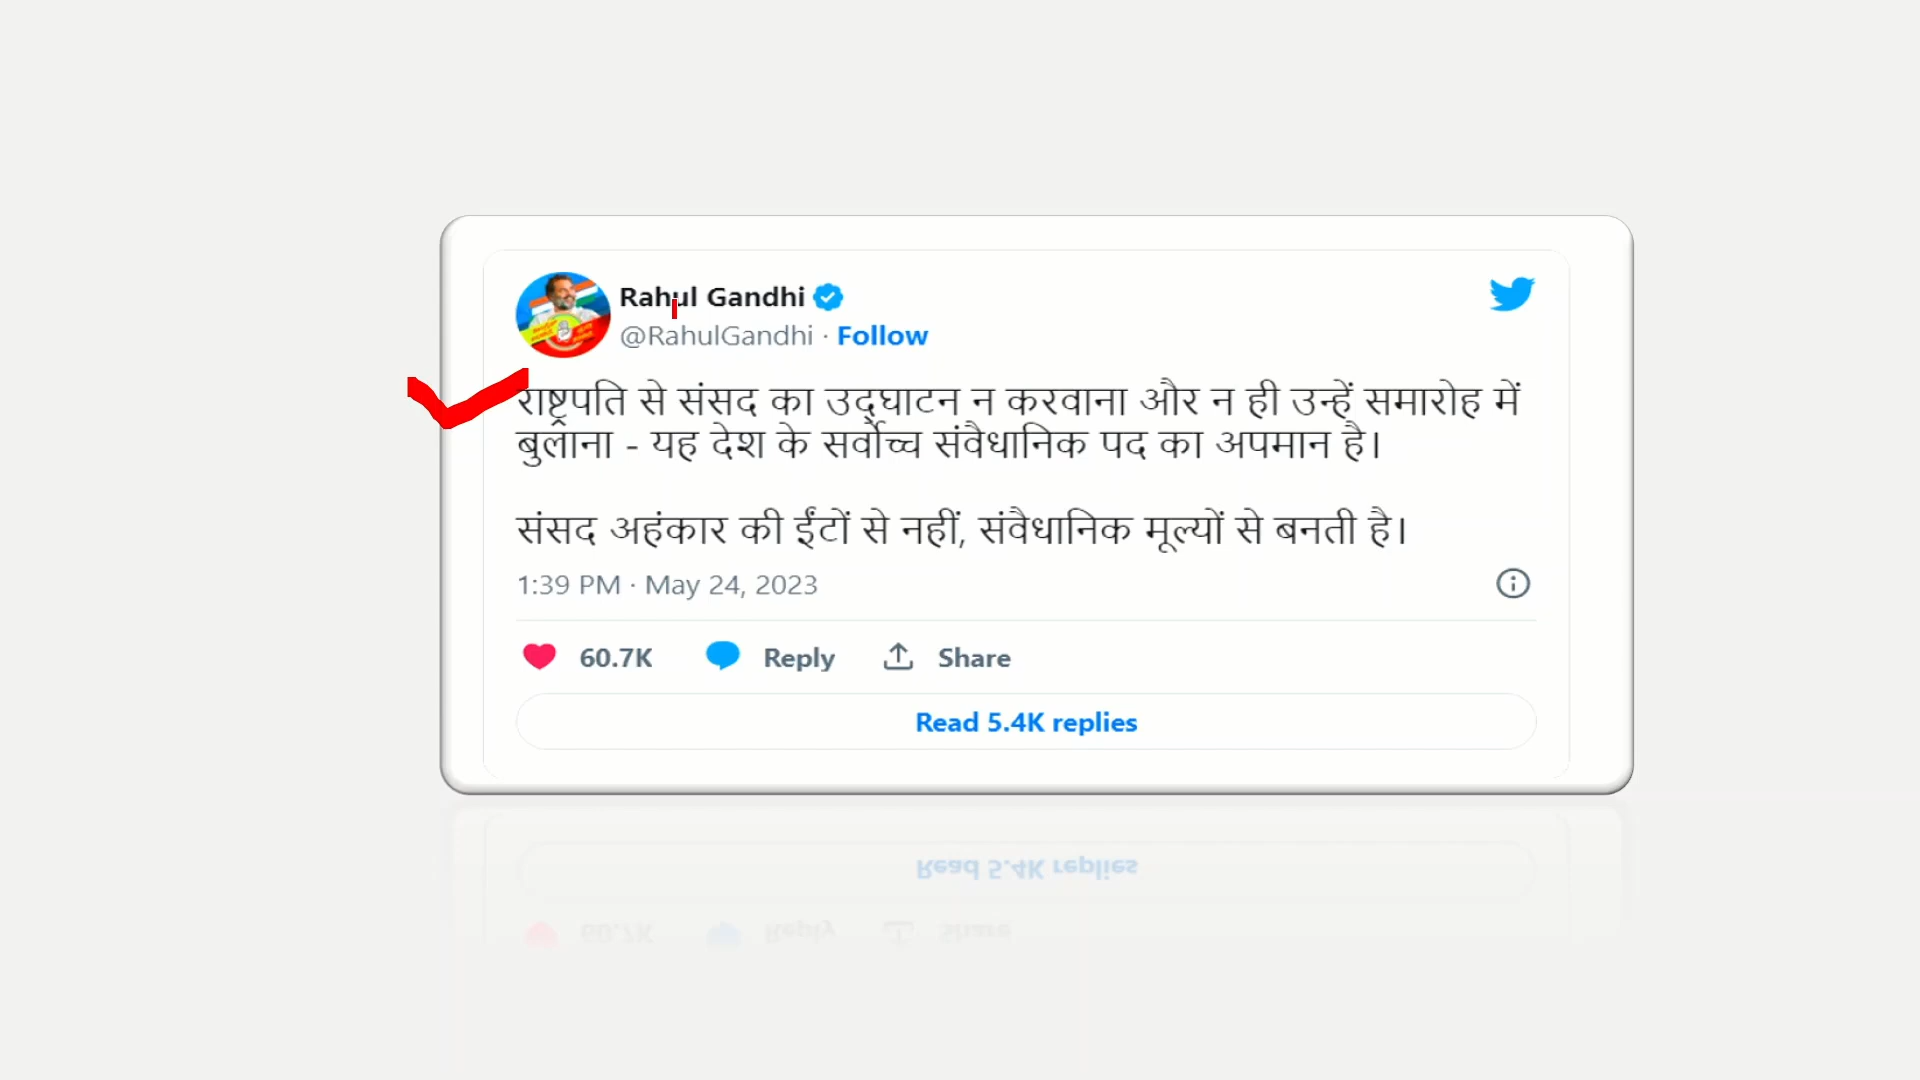 Rahul Gandhi
@RahulGandhi · Follow
राष्ट्रपति से संसद का उद्घाटन न करवाना और न ही उन्हें समारोह में
बुलाना - यह देश के सर्वोच्च संवैधानिक पद का अपमान है।
संसद अहंकार की ईंटों से नहीं, संवैधानिक मूल्यों से बनती है।
1:39 PM · May 24, 2023
60.7K Reply Share
Read 5.4K replies